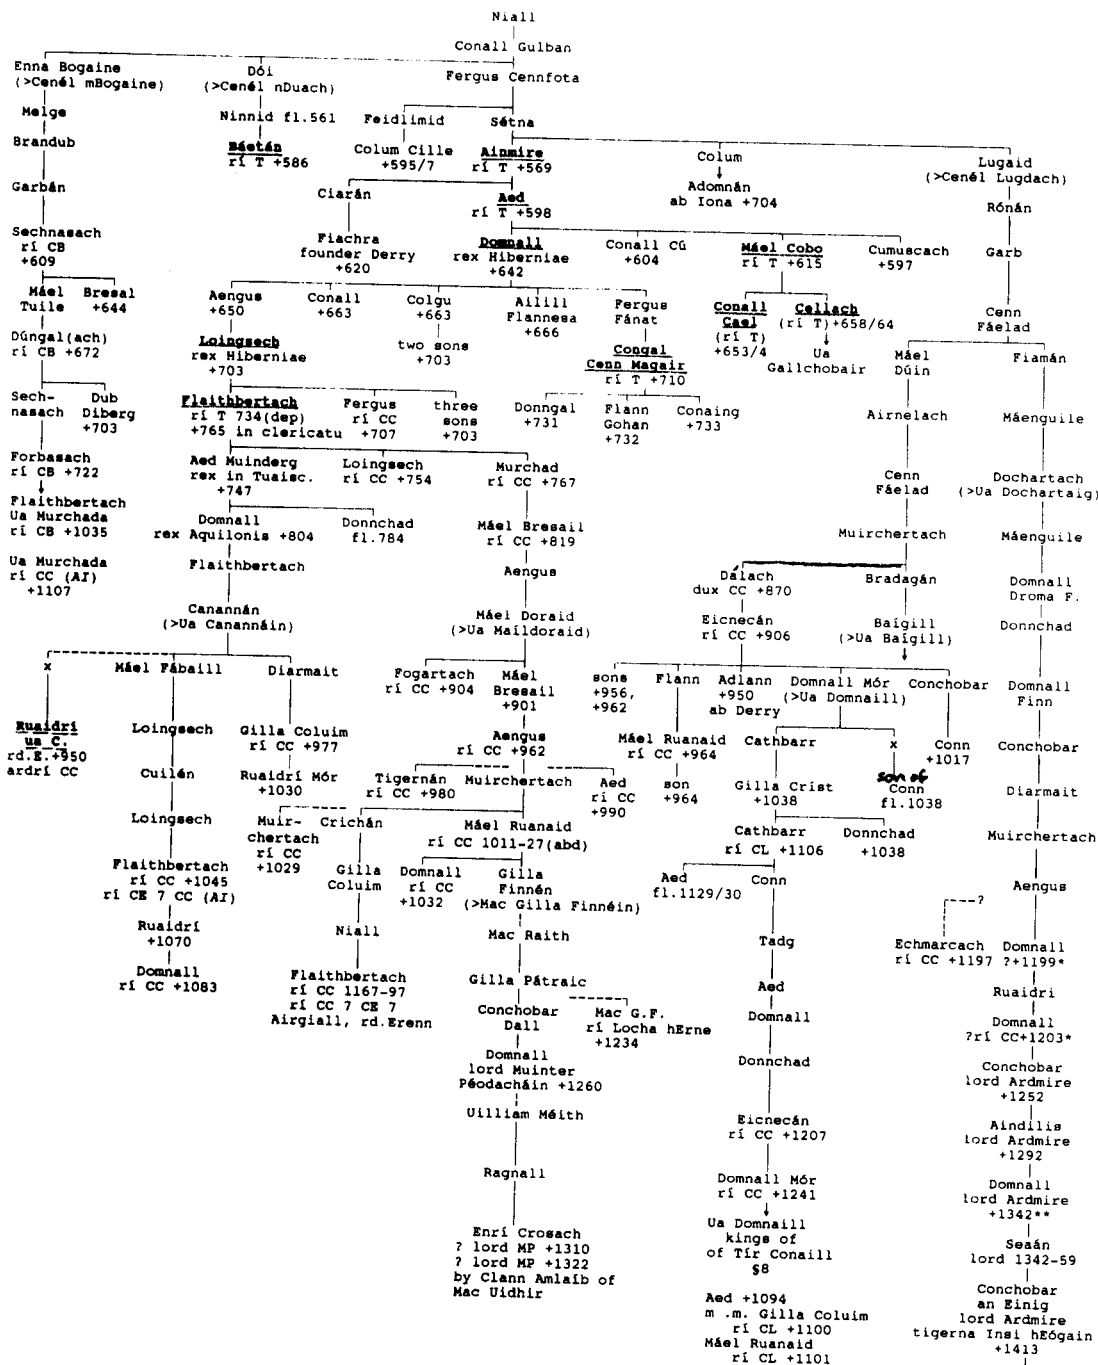 Niall
Conall Gulban
Enna Bogaine
(>Cenél mBogaine)
Dói
(>Cenél nDuach)
Fergus Cennfota
Melge
Ninnid fl.561
Feidlimid
Sétna
Brandub
Báetán
rí T +586
Colum Cille
+595/7
Ainmire
rí T +569
Colum
Lugaid
(>Cenél Lugdach)
Garbán
Ciarán
Aed
rí T +598
Adomnán
ab Iona +704
Rónán
Sechnasach
rí CB
+609
Fiachra
founder Derry
+620
Domnall
rex Hiberniae
+642
Conall Cú
+604
Máel Cobo
rí T +615
Cumuscach
+597
Garb
Máel
Tuile
Bresal
+644
Aengus
+650
Conall
+663
Colgu
+663
Ailill
Flannesa
+666
Fergus
Fánat
Conall
Cael
(rí T)
+653/4
Cellach
(rí T)+658/64
Cenn
Fáelad
Dúngal(ach)
rí CB +672
Loingsech
rex Hiberniae
+703
two sons
+703
Congal
Cenn Magair
rí T +710
Ua
Gallchobair
Máel
Dúin
Fiamán
Sech-
nasach
Dub
Diberg
+703
Flaithbertach
rí T 734(dep)
+765 in clericatu
Fergus
rí CC
+707
three
sons
+703
Donngal
+731
Flann
Gohan
+732
Conaing
+733
Airnelach
Máenguile
Forbasach
rí CB +722
Aed Muinderg
rex in Tuaisc.
+747
Loingsech
rí CC +754
Murchad
rí CC +767
Cenn
Fáelad
Dochartach
(>Ua Dochartaig)
Flaithbertach
Ua Murchada
rí CB +1035
Domnall
rex Aquilonis +804
Donnchad
fl.784
Máel Bresail
rí CC +819
Muirchertach
Máenguile
Ua Murchada
rí CC (AI)
+1107
Flaithbertach
Aengus
Dálach
dux CC +870
Bradagán
Domnall
Droma F.
Canannán
(>Ua Canannáin)
Máel Doraid
(>Ua Maíldoraid)
Eicnecán
rí CC +906
Baígill
(>Ua Baígill)
Donnchad
x
Máel Fábaill
Diarmait
Fogartach
rí CC +904
Máel
Bresail
+901
sons
+956,
+962
Flann
Adlann
+950
ab Derry
Domnall Mór
(>Ua Domnaill)
Conchobar
Domnall
Finn
Ruaidrí
ua C.
rd.E.+950
ardrí CC
Loingsech
Gilla Coluim
rí CC +977
Aengus
rí CC +962
Máel Ruanaid
rí CC +964
Cathbarr
x
Conn
+1017
Conchobar
Cuilén
Ruaidrí Mór
+1030
Tigernán
rí CC +980
Muirchertach
Aed
rí CC
+990
son
+964
Gilla Críst
+1038
son of
Conn
fl.1038
Diarmait
Loingsech
Muir-
chertach
rí CC
+1029
Crichán
Máel Ruanaid
rí CC 1011-27(abd)
Cathbarr
rí CL +1106
Donnchad
+1038
Muirchertach
Flaithbertach
rí CC +1045
rí CE 7 CC (AI)
Gilla
Coluim
Domnall
rí CC
+1032
Gilla
Finnén
(>Mac Gilla Finnéin)
Aed
fl.1129/30
Conn
Aengus
Ruaidrí
+1070
Niall
Mac Raith
Tadg
?
Echmarcach
rí CC +1197
Domnall
?+1199*
Domnall
rí CC +1083
Flaithbertach
rí CC 1167-97
rí CC 7 CE 7
Airgiall, rd.Erenn
Gilla Pátraic
Aed
Ruaidri
Conchobar
Dall
Mac G.F.
rí Locha hErne
+1234
Domnall
Domnall
?rí CC+1203*
Domnall
lord Muinter
Péodacháin +1260
Donnchad
Conchobar
lord Ardmire
+1252
Uilliam Méith
Eicnecán
rí CC +1207
Aindilis
lord Ardmire
+1292
Ragnall
Domnall Mór
rí CC +1241
Domnall
lord Ardmire
+1342**
Enrí Crosach
? lord MP +1310
? lord MP +1322
by Clann Amlaíb of
Mac Uidhir
Ua Domnaill
kings of
of Tír Conaill
§8
Seaán
lord 1342-59
Aed +1094
m .m. Gilla Coluim
rí CL +1100
Máel Ruanaid
rí CL +1101
Conchobar
an Einig
lord Ardmire
tigerna Insi hEógain
+1413